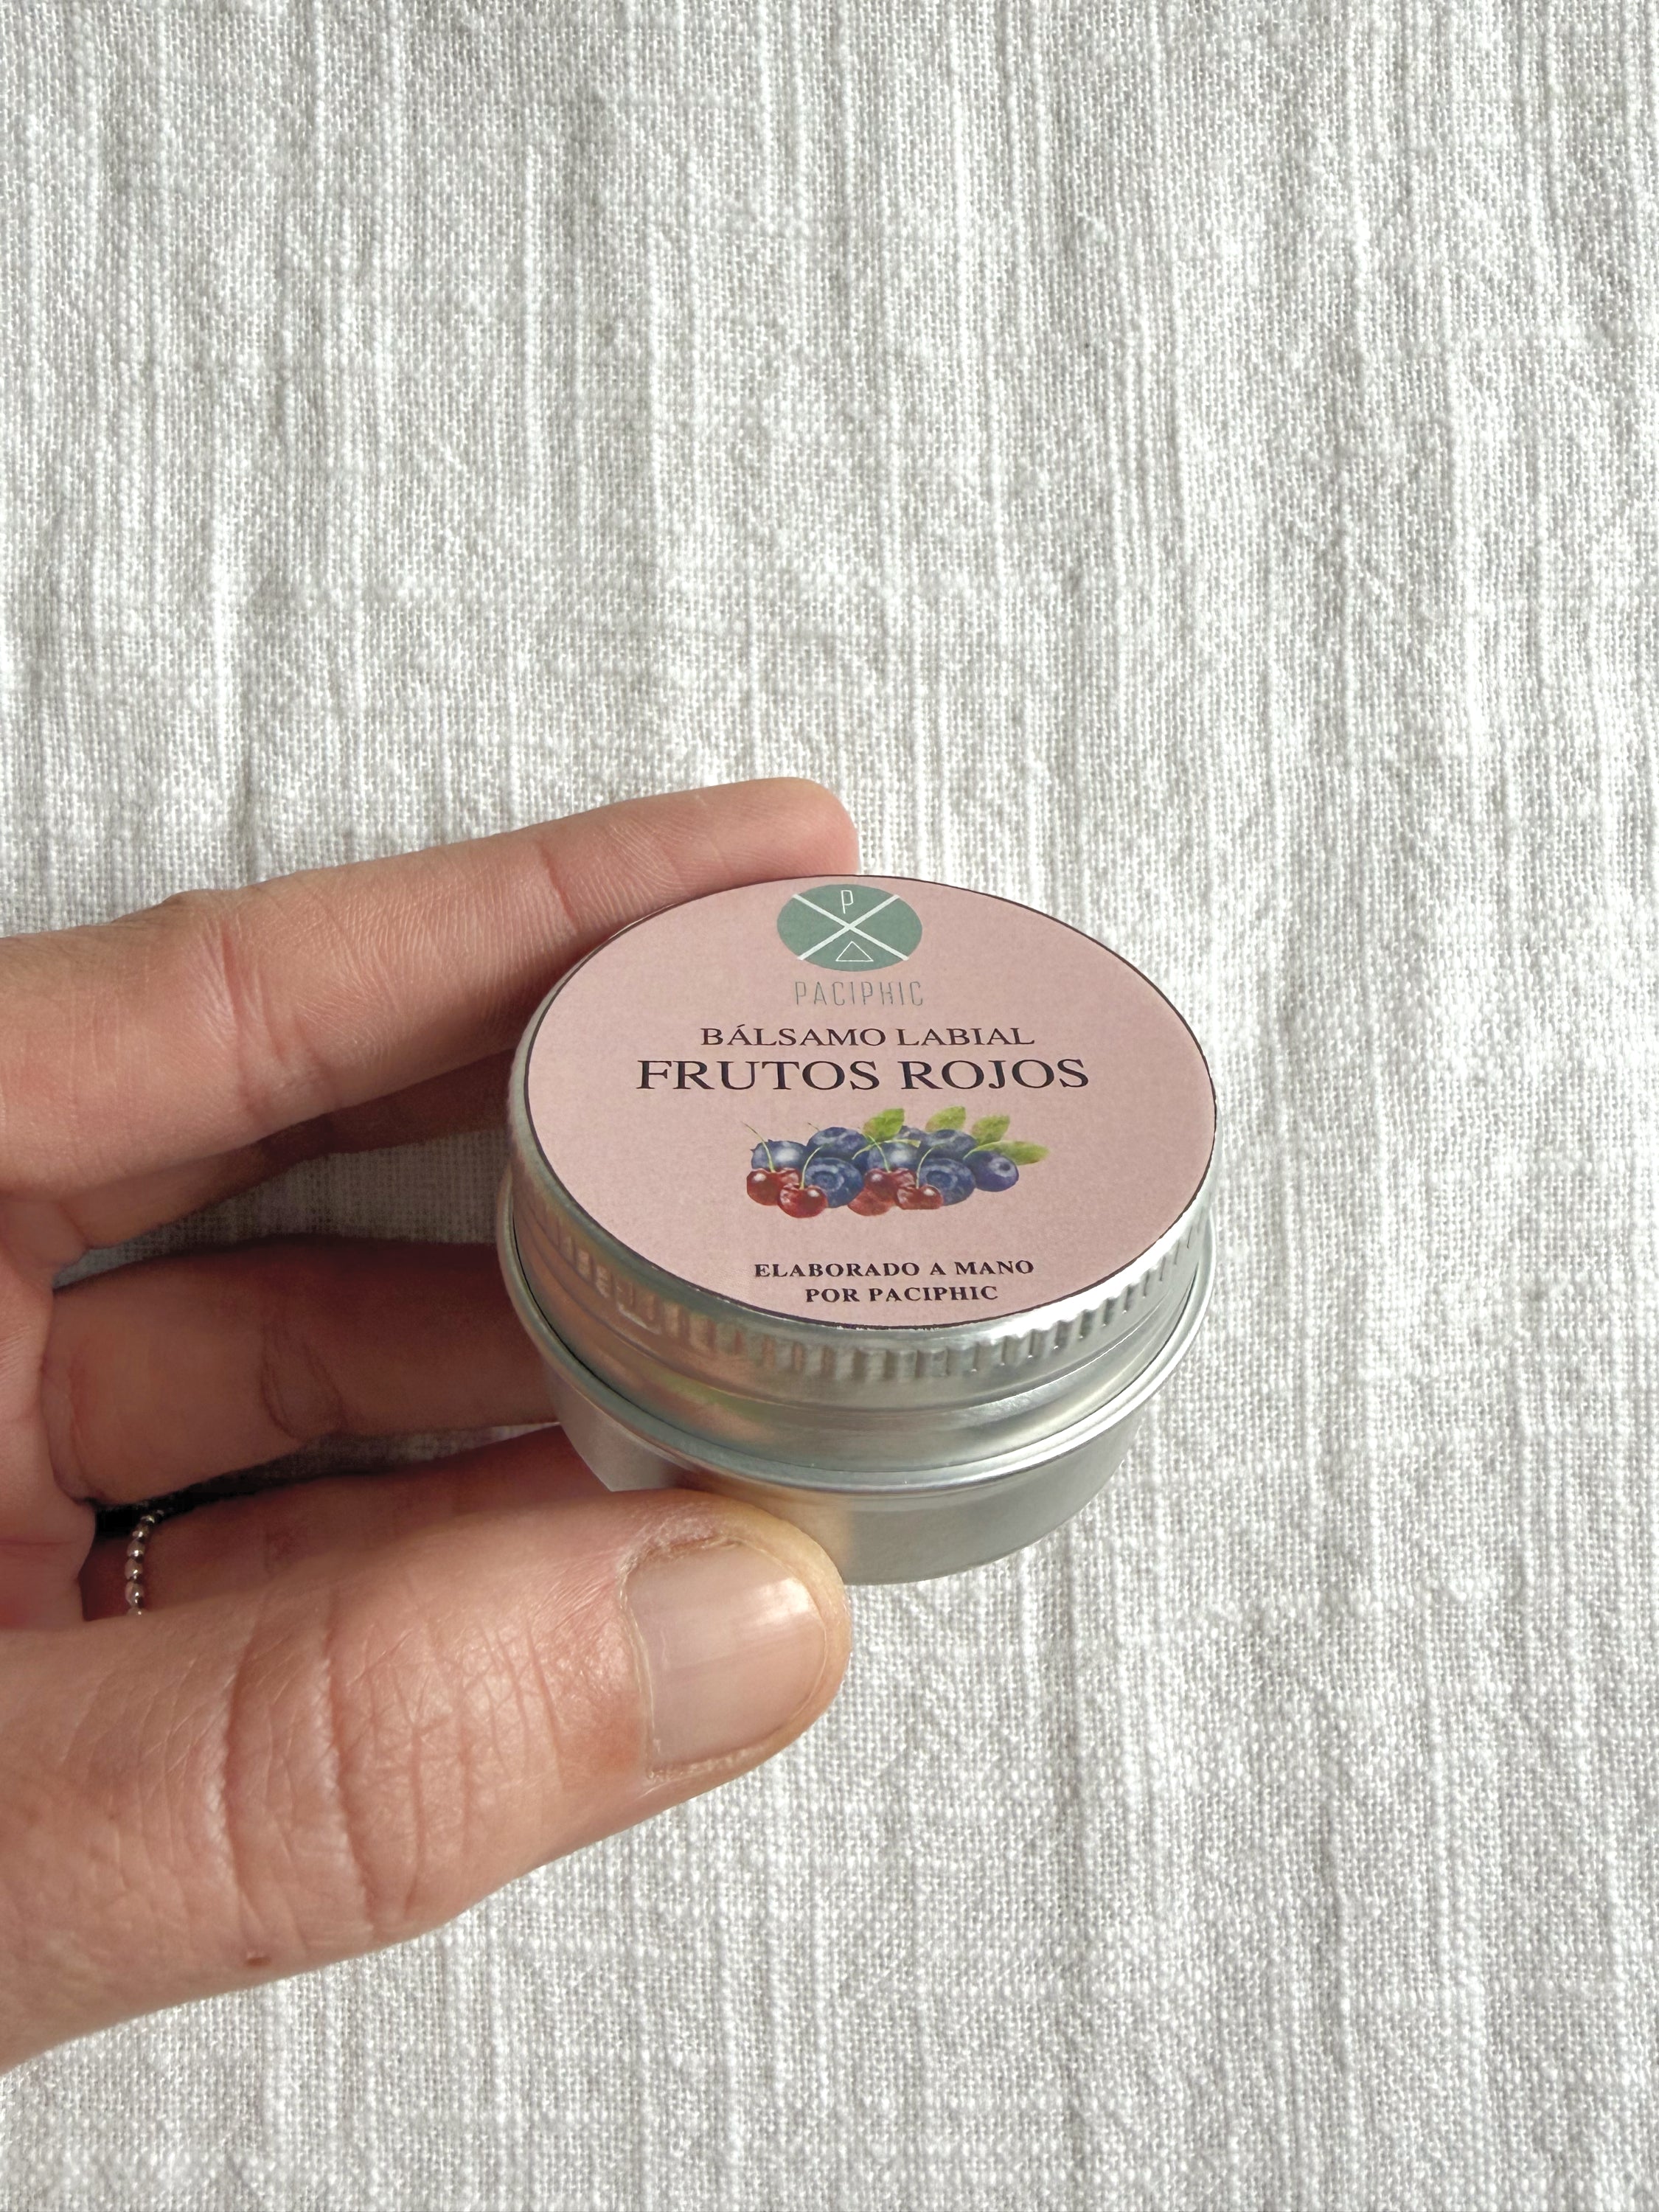 P
PACIPHIC
BÁLSAMO LABIAL
FRUTOS ROJOS
ELABORADO A MANO
POR PACIPHIC